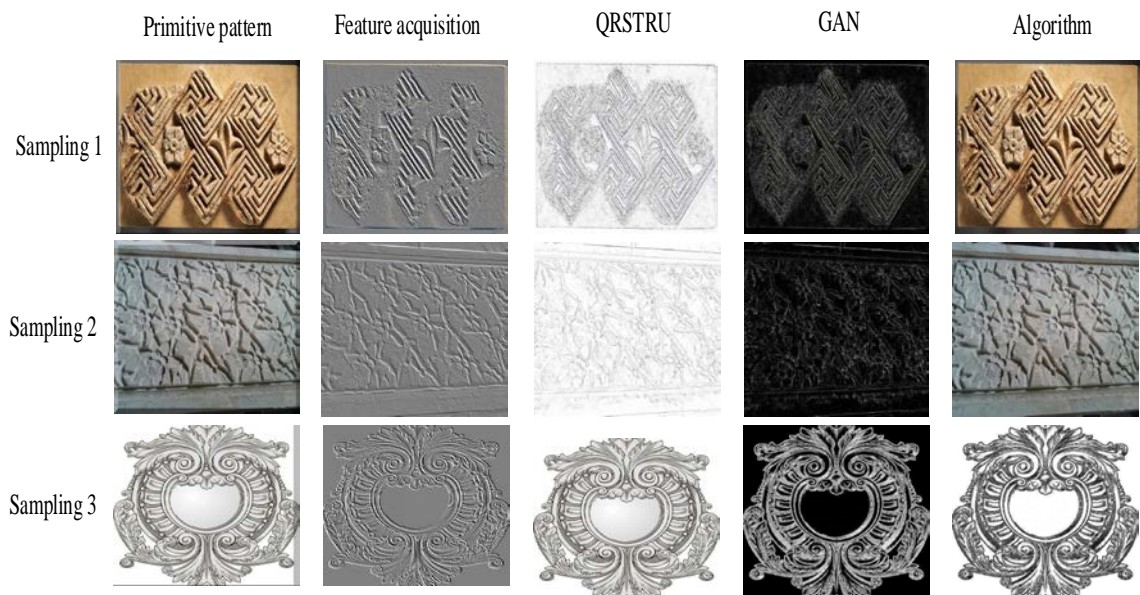 Primitive pattern Feature acquisition QRSTRU GAN Algorithm
Sampling 1
Sampling 2
Sampling 3